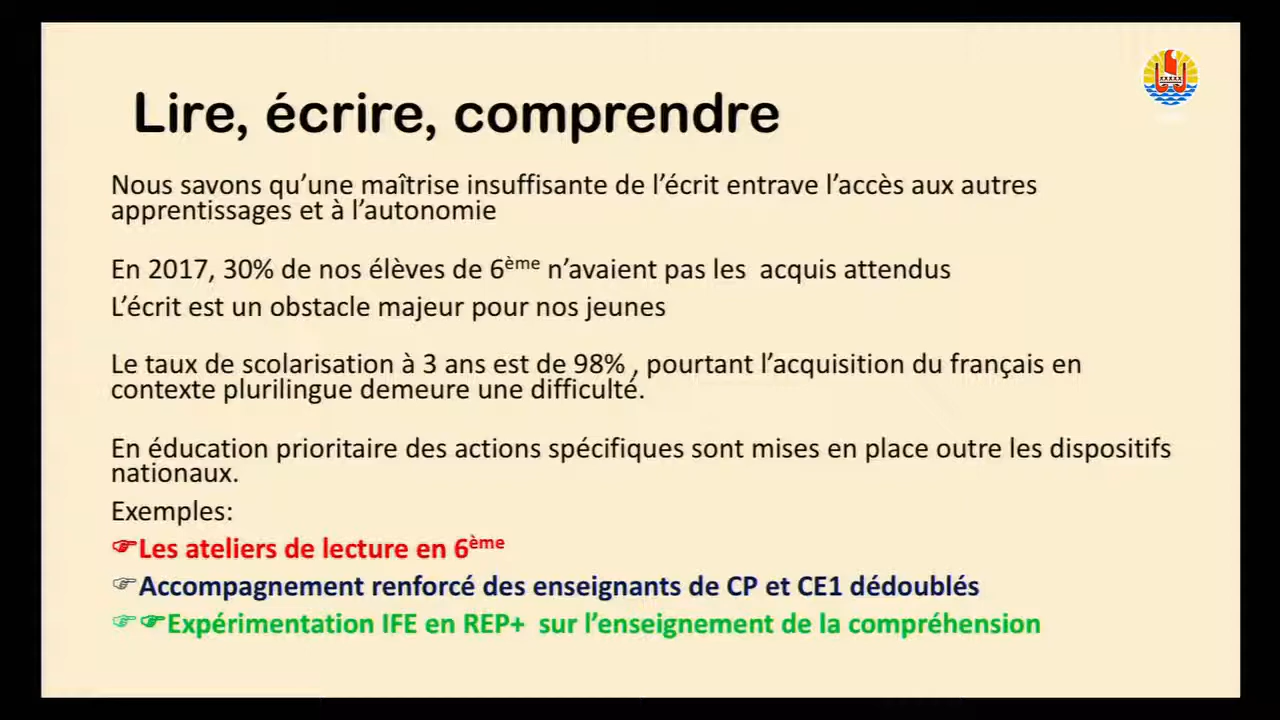 Lire, écrire, comprendre
Nous savons qu’une maîtrise insuffisante de l’écrit entrave l’accès aux autres
apprentissages et à l’autonomie
En 2017, 30% de nos élèves de 6ème n’avaient pas les  acquis attendus
L’écrit est un obstacle majeur pour nos jeunes
Le taux de scolarisation à 3 ans est de 98% , pourtant l’acquisition du français en
contexte plurilingue demeure une difficulté.
En éducation prioritaire des actions spécifiques sont mises en place outre les dispositifs
nationaux.
Exemples:
☞Les ateliers de lecture en 6ème
☞Accompagnement renforcé des enseignants de CP et CE1 dédoublés
☞☞Expérimentation IFE en REP+  sur l’enseignement de la compréhension